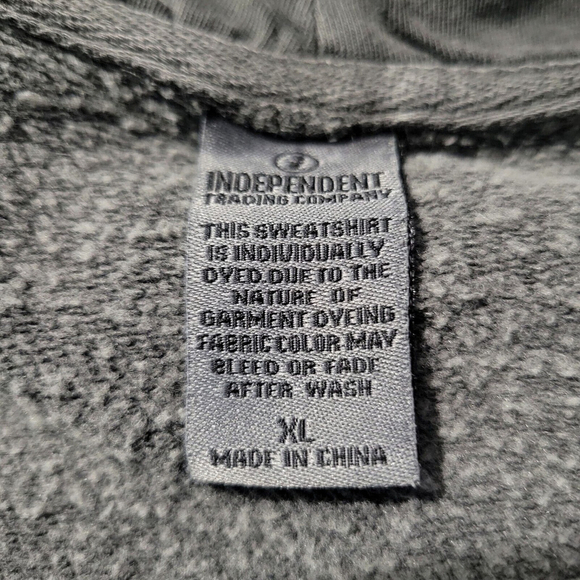 INDEPENDENT
TRADING COMPANY
THIS SWEATSHIRT
IS INDIVIDUALLY
DYED.DUE TO THE
NATURE OF
GARMENT DYEING
FABRIC COLOR MAY
BLEED OR FADE
AFTER WASH
XL
MADE IN CHINA